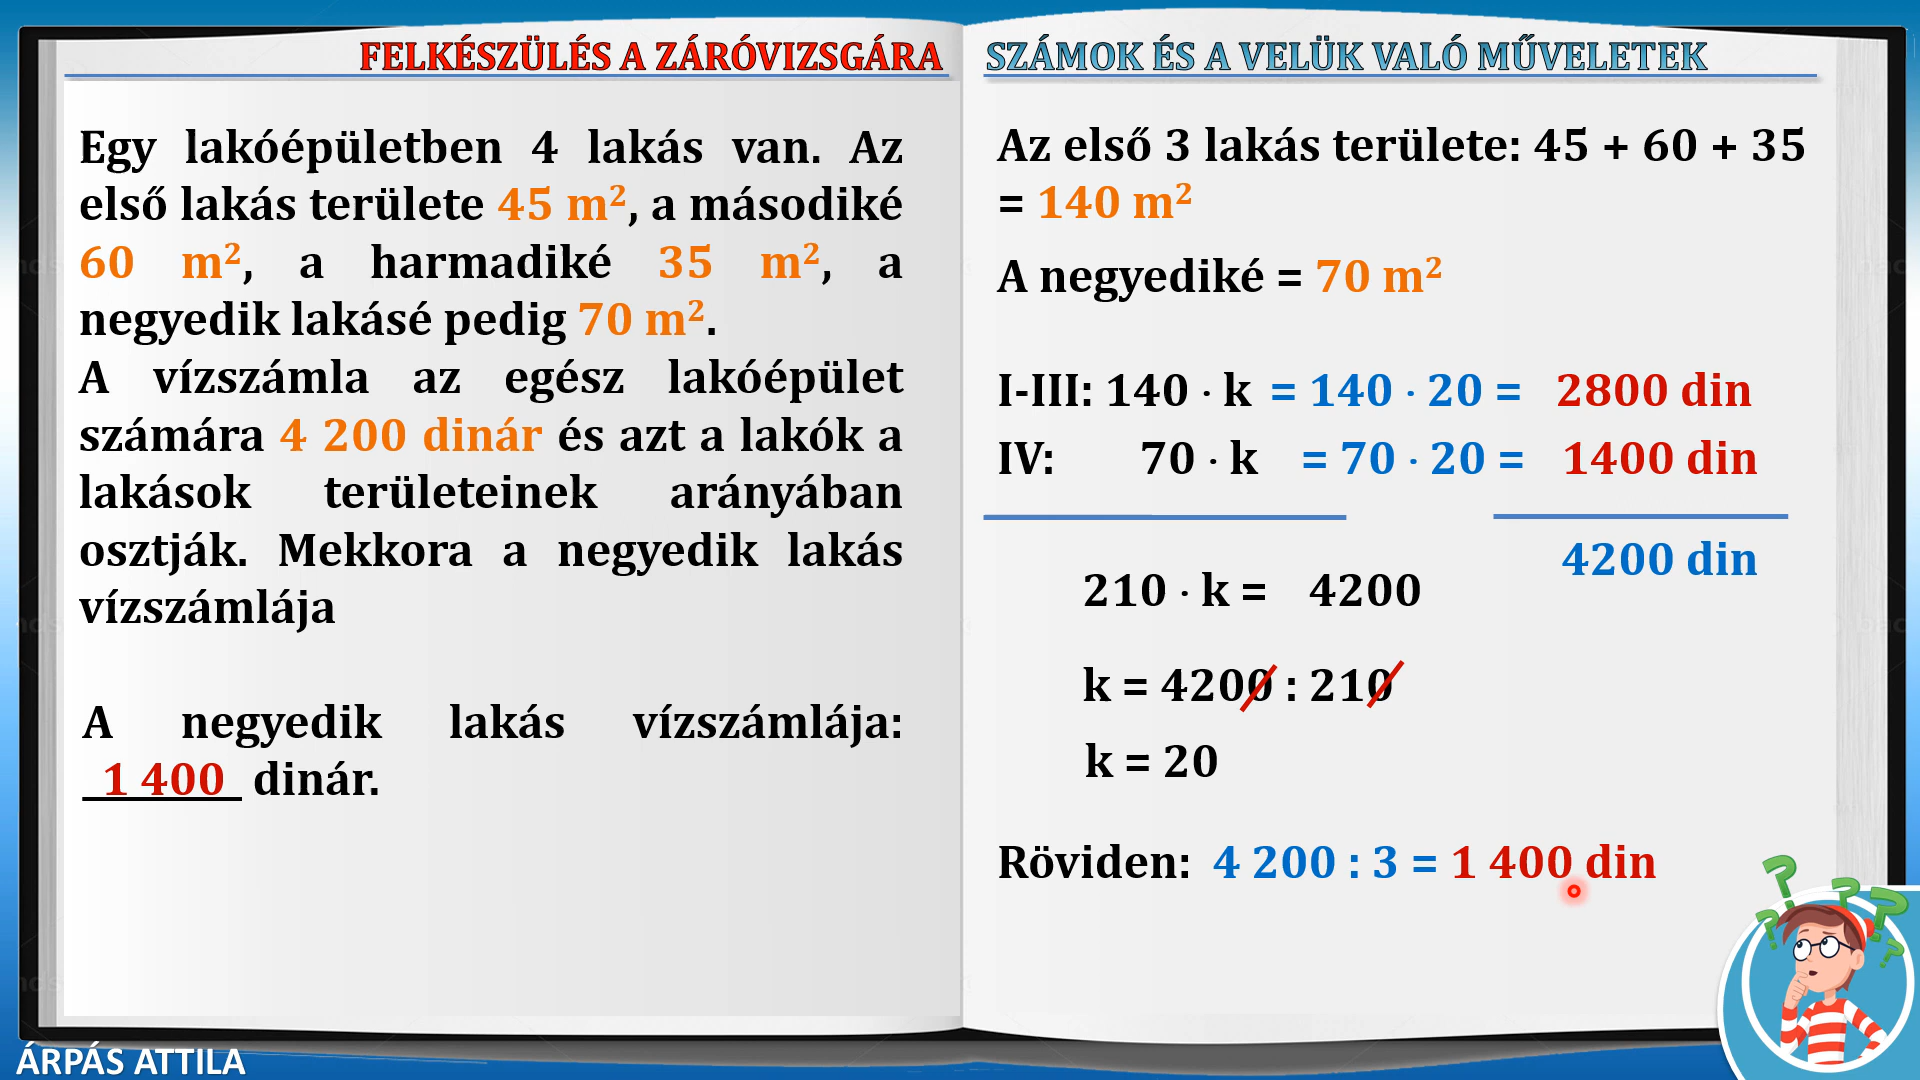 FELKÉSZÜLÉS A ZÁRÓVIZSGÁRA
Egy lakóépületben 4 lakás van. Az
első lakás területe 45 m², a másodiké
60 m², a harmadiké 35 m², a
negyedik lakásé pedig 70 m².
A vízszámla az egész lakóépület
számára 4 200 dinár és azt a lakók a
lakások területeinek arányában
osztják. Mekkora a negyedik lakás
vízszámlája
A negyedik lakás vízszámlája:
1 400 dinár.
SZÁMOK ÉS A VELÜK VALÓ MŰVELETEK
Az első 3 lakás területe: 45 + 60 + 35
= 140 m²
A negyediké = 70 m²
I-III: 140 · k = 140 · 20 = 2800 din
IV: 70 · k = 70 · 20 = 1400 din
4200 din
210 · k = 4200
k = 4200 : 210
k = 20
Röviden: 4 200 : 3 = 1 400 din
? ? ? ? ?
ÁRPÁS ATTILA